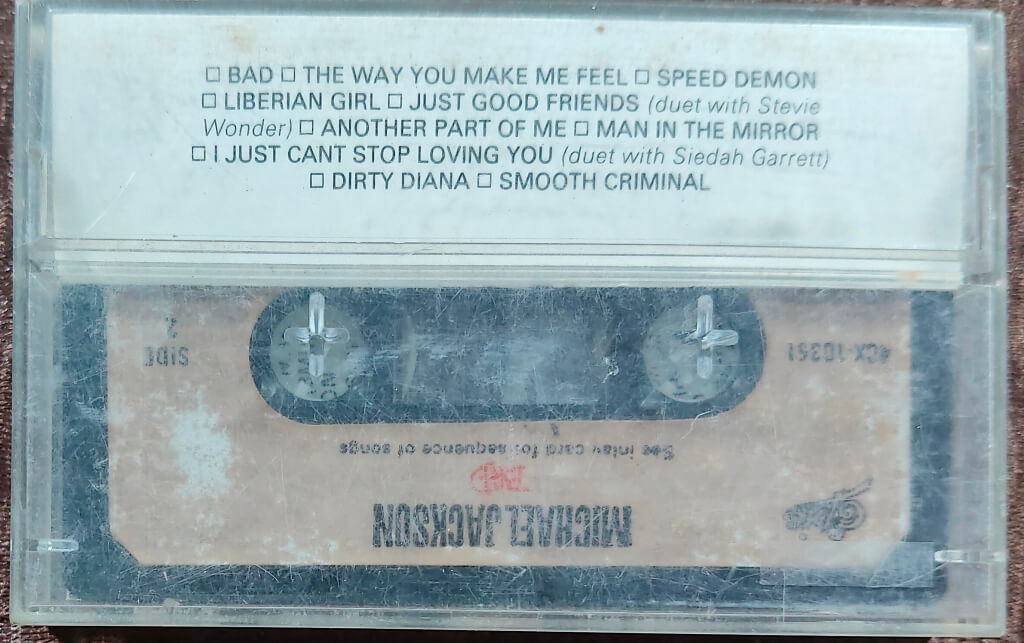 □ BAD □ THE WAY YOU MAKE ME FEEL □ SPEED DEMON
□ LIBERIAN GIRL □ JUST GOOD FRIENDS (duet with Stevie
Wonder) □ ANOTHER PART OF ME □ MAN IN THE MIRROR
□ I JUST CANT STOP LOVING YOU (duet with Siedah Garrett)
□ DIRTY DIANA □ SMOOTH CRIMINAL
MICHAEL JACKSON
BAD
See inlay card for sequence of songs
SIDE
2
Epic